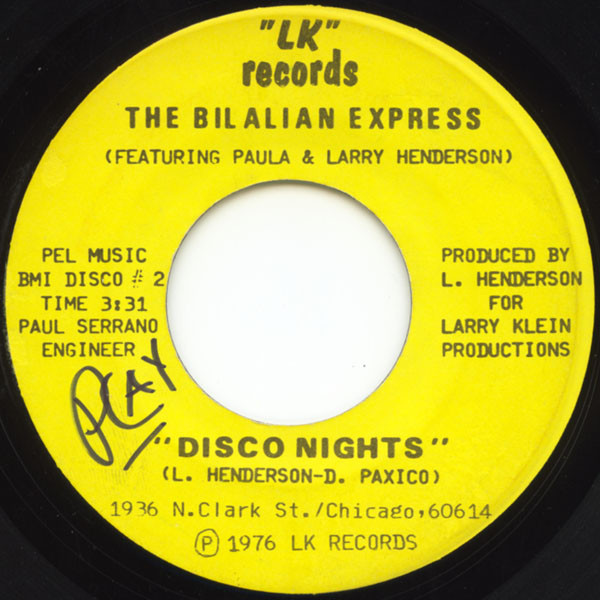 "LK"
records
THE BILALIAN EXPRESS
(FEATURING PAULA & LARRY HENDERSON)
PEL MUSIC
BMI DISCO # 2
TIME 3:31
PAUL SERRANO
ENGINEER
PRODUCED BY
L. HENDERSON
FOR
LARRY KLEIN
PRODUCTIONS
PLAY
"DISCO NIGHTS"
(L. HENDERSON-D. PAXICO)
1936 N.Clark St./Chicago,60614
Ⓟ 1976 LK RECORDS